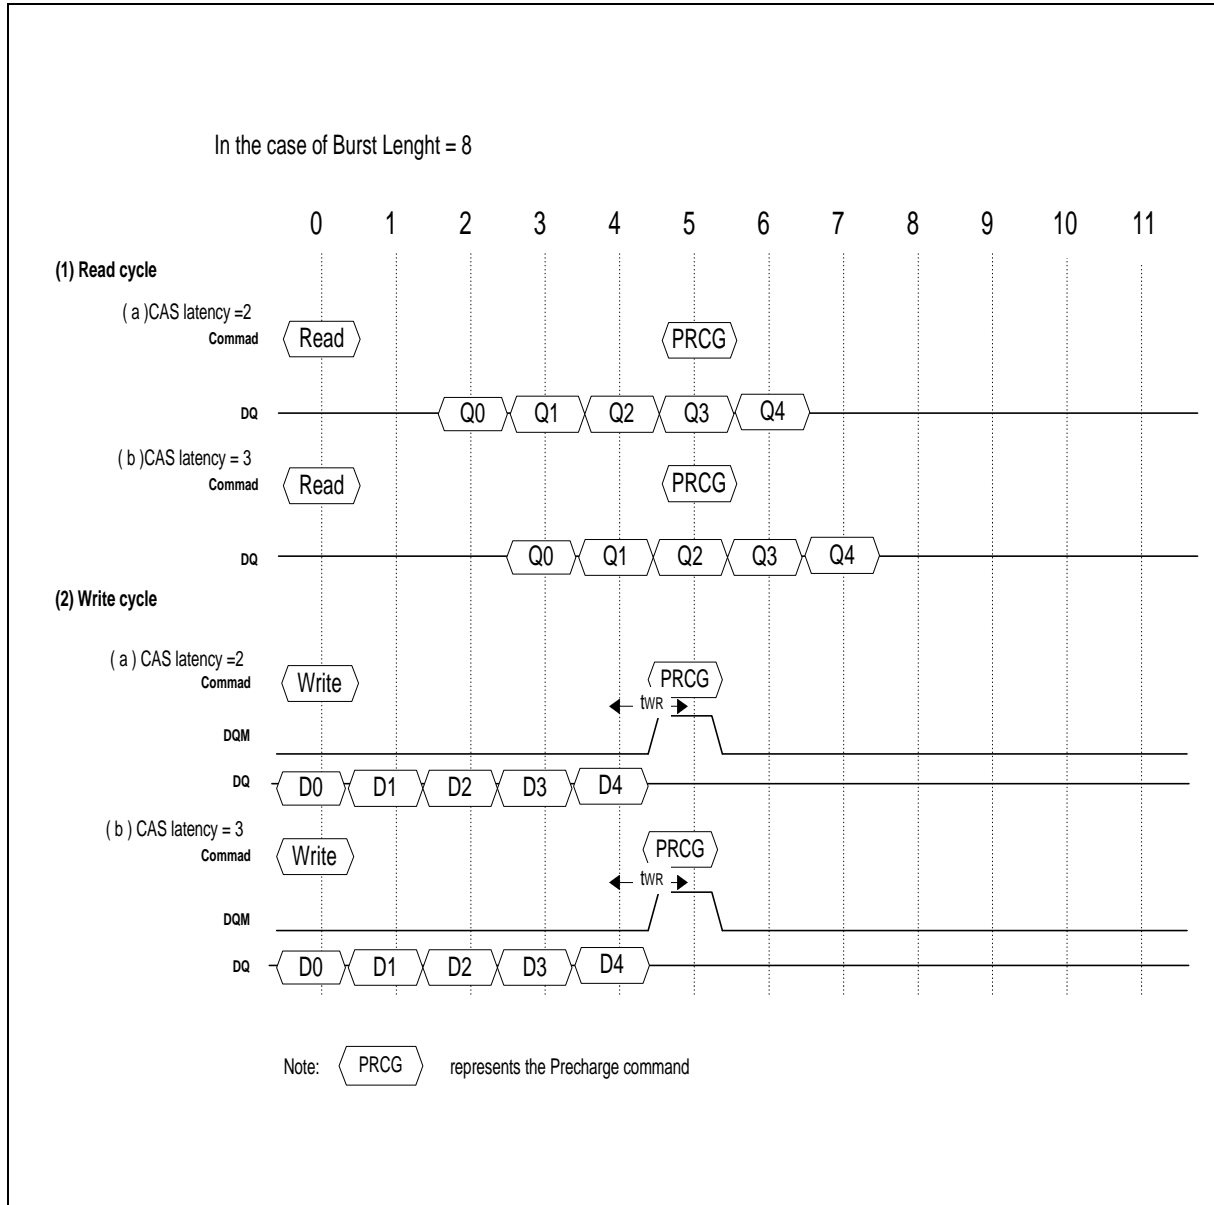 In the case of Burst Lenght = 8
0 1 2 3 4 5 6 7 8 9 10 11
(1) Read cycle
( a )CAS latency =2
Commad Read PRCG
DQ Q0 Q1 Q2 Q3 Q4
( b )CAS latency = 3
Commad Read PRCG
DQ Q0 Q1 Q2 Q3 Q4
(2) Write cycle
( a ) CAS latency =2
Commad Write PRCG
tWR
DQM
DQ D0 D1 D2 D3 D4
( b ) CAS latency = 3
Commad Write PRCG
tWR
DQM
DQ D0 D1 D2 D3 D4
Note: PRCG represents the Precharge command